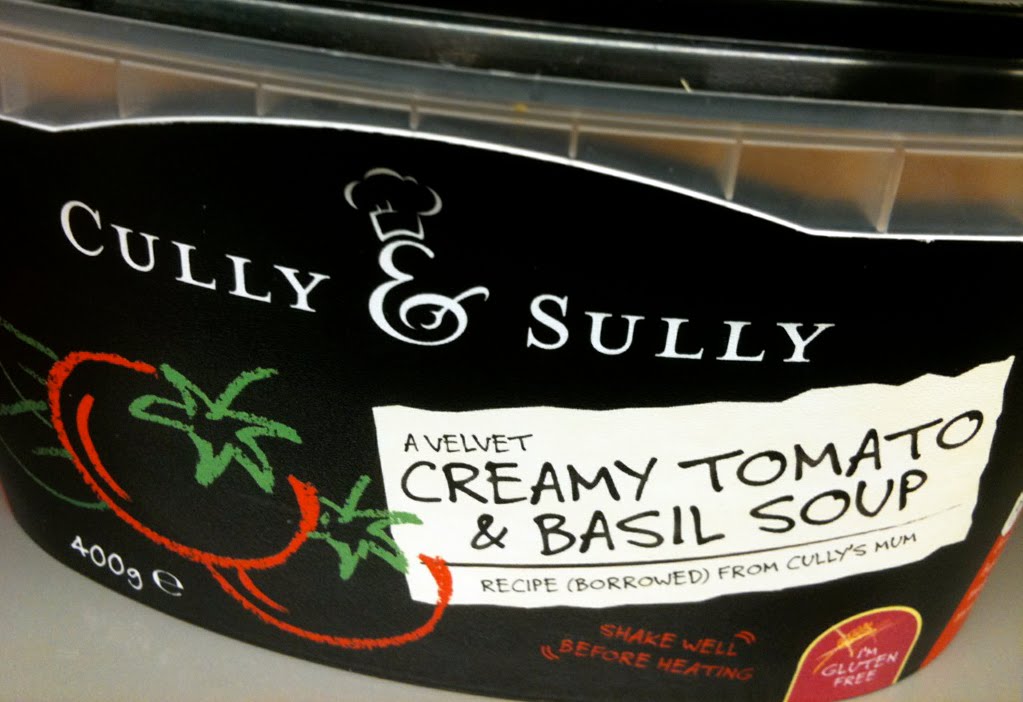 CULLY & SULLY
A VELVET
CREAMY TOMATO
& BASIL SOUP
RECIPE (BORROWED) FROM CULLY'S MUM
400g e
SHAKE WELL
BEFORE HEATING
I'M
GLUTEN
FREE